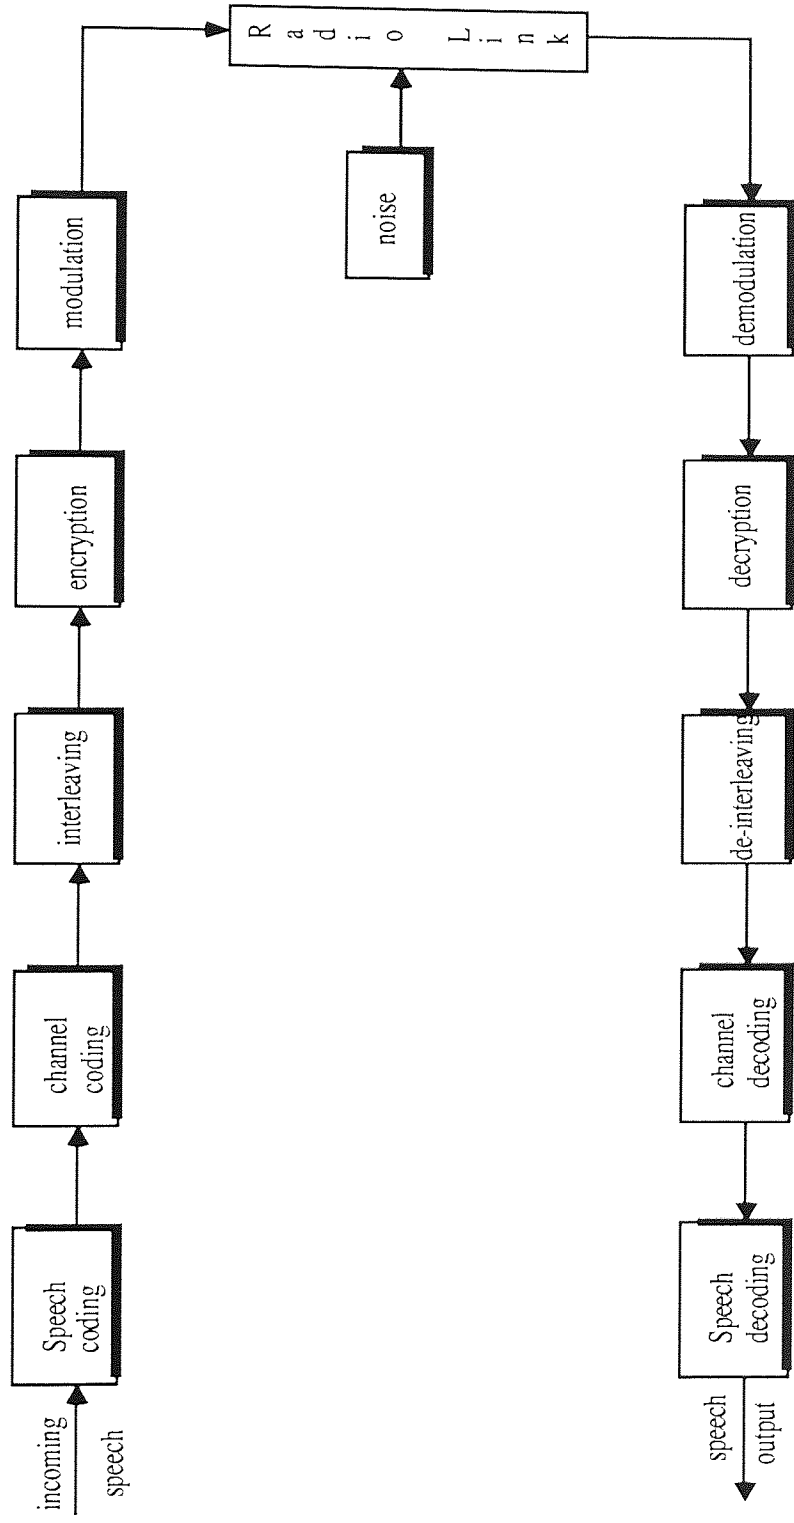 incoming
speech
Speech
coding
channel
coding
interleaving
encryption
modulation
Radio Link
noise
demodulation
decryption
de-interleaving
channel
decoding
Speech
decoding
speech
output